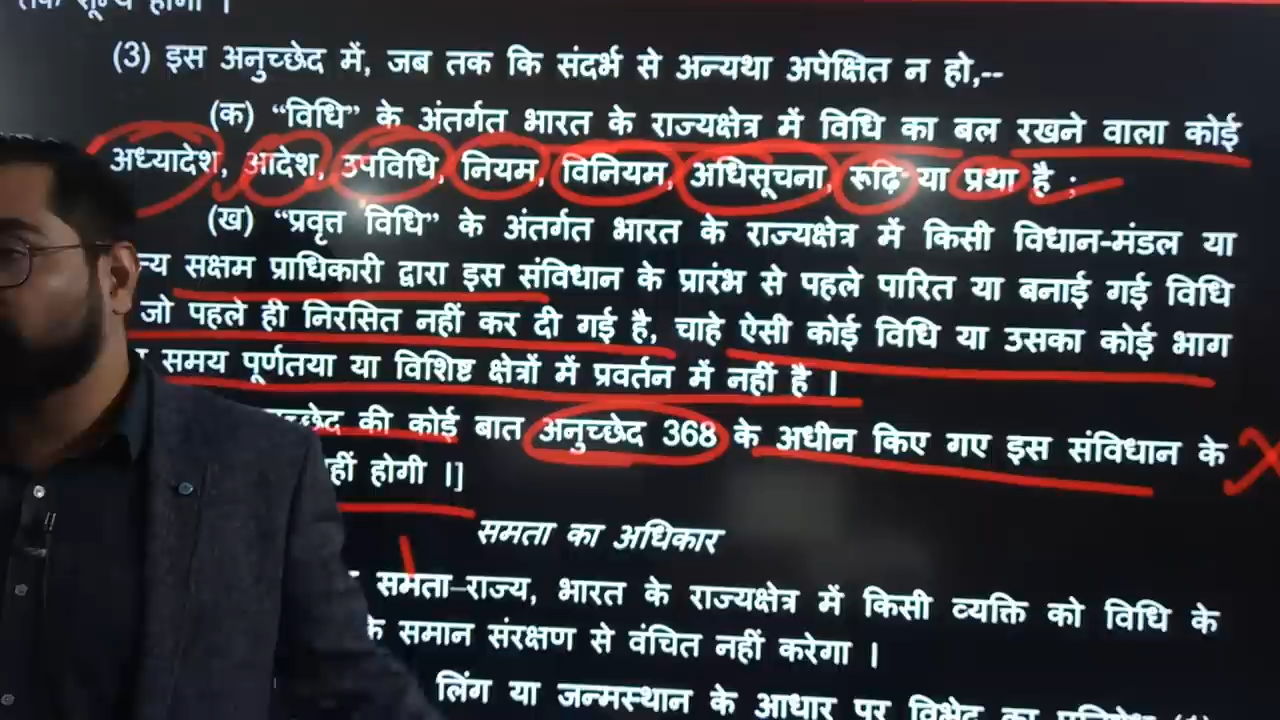 तक शून्य होगी ।
(3) इस अनुच्छेद में, जब तक कि संदर्भ से अन्यथा अपेक्षित न हो,--
(क) “विधि” के अंतर्गत भारत के राज्यक्षेत्र में विधि का बल रखने वाला कोई
अध्यादेश, आदेश, उपविधि, नियम, विनियम, अधिसूचना, रूढ़ि या प्रथा है ;
(ख) “प्रवृत्त विधि” के अंतर्गत भारत के राज्यक्षेत्र में किसी विधान-मंडल या
सक्षम प्राधिकारी द्वारा इस संविधान के प्रारंभ से पहले पारित या बनाई गई विधि
जो पहले ही निरसित नहीं कर दी गई है, चाहे ऐसी कोई विधि या उसका कोई भाग
समय पूर्णतया या विशिष्ट क्षेत्रों में प्रवर्तन में नहीं है ।
की कोई बात अनुच्छेद 368 के अधीन किए गए इस संविधान के
होगी ।]
समता का अधिकार
समता–राज्य, भारत के राज्यक्षेत्र में किसी व्यक्ति को विधि के
के समान संरक्षण से वंचित नहीं करेगा ।
लिंग या जन्मस्थान के आधार पर विभेद का